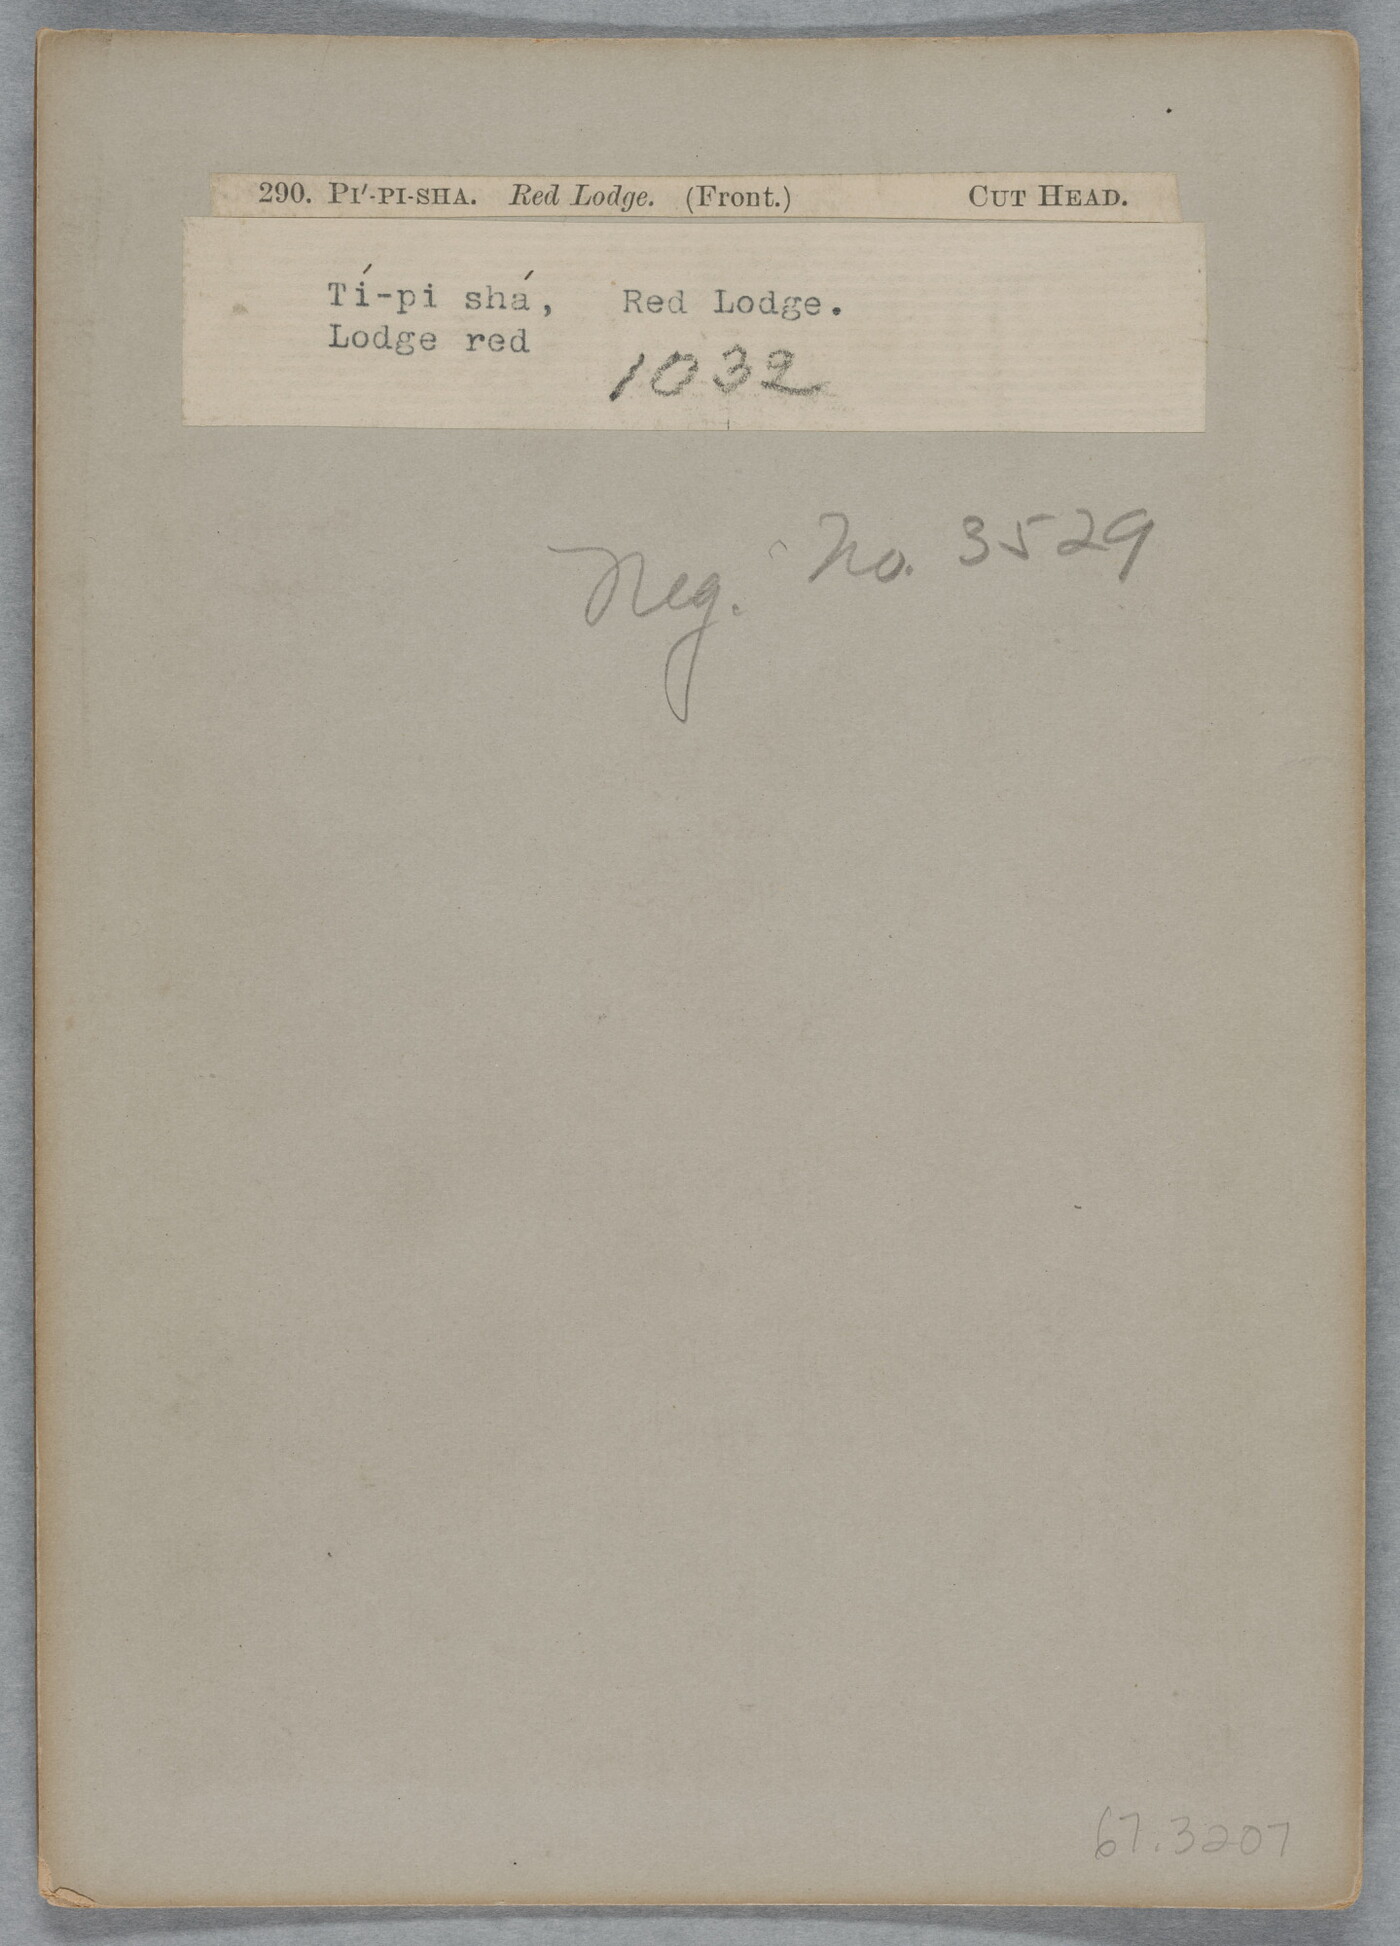 290. PI'-PI-SHA. Red Lodge. (Front.) CUT HEAD.
Tí-pi shá, Red Lodge.
Lodge red
1032
Neg. No. 3529
67.3207